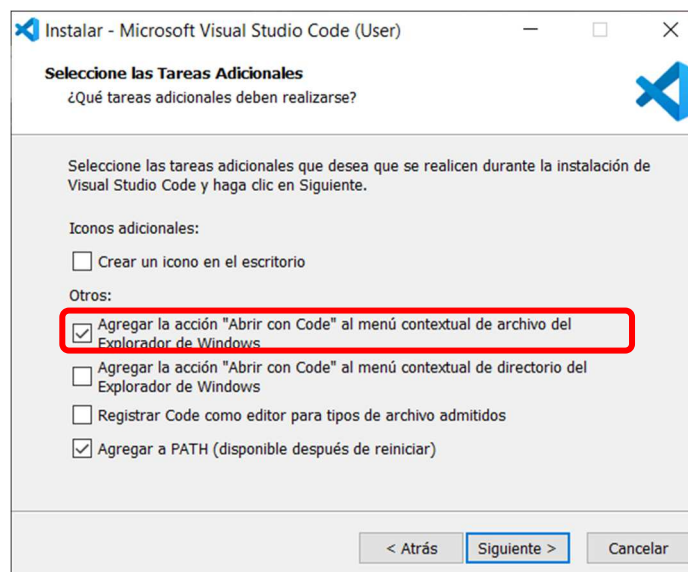 Instalar - Microsoft Visual Studio Code (User)
Seleccione las Tareas Adicionales
¿Qué tareas adicionales deben realizarse?
Seleccione las tareas adicionales que desea que se realicen durante la instalación de
Visual Studio Code y haga clic en Siguiente.
Iconos adicionales:
Crear un icono en el escritorio
Otros:
Agregar la acción "Abrir con Code" al menú contextual de archivo del
Explorador de Windows
Agregar la acción "Abrir con Code" al menú contextual de directorio del
Explorador de Windows
Registrar Code como editor para tipos de archivo admitidos
Agregar a PATH (disponible después de reiniciar)
< Atrás Siguiente > Cancelar